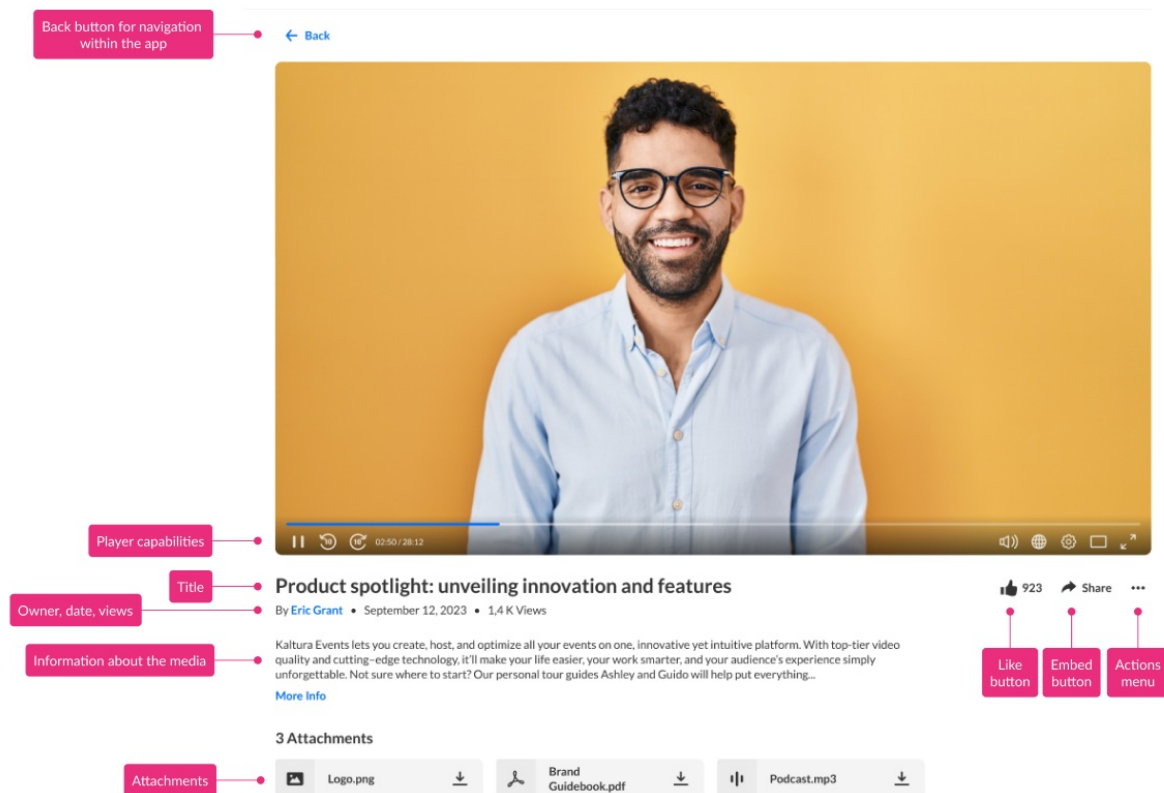 Back button for navigation
within the app
Back
Player capabilities
10
10
02:50 / 28:12
Title
Product spotlight: unveiling innovation and features
923
Share
Owner, date, views
By Eric Grant • September 12, 2023 • 1,4 K Views
Information about the media
Kaltura Events lets you create, host, and optimize all your events on one, innovative yet intuitive platform. With top-tier video
quality and cutting-edge technology, it'll make your life easier, your work smarter, and your audience's experience simply
unforgettable. Not sure where to start? Our personal tour guides Ashley and Guido will help put everything...
More Info
Like
button
Embed
button
Actions
menu
3 Attachments
Attachments
Logo.png
Brand
Guidebook.pdf
Podcast.mp3